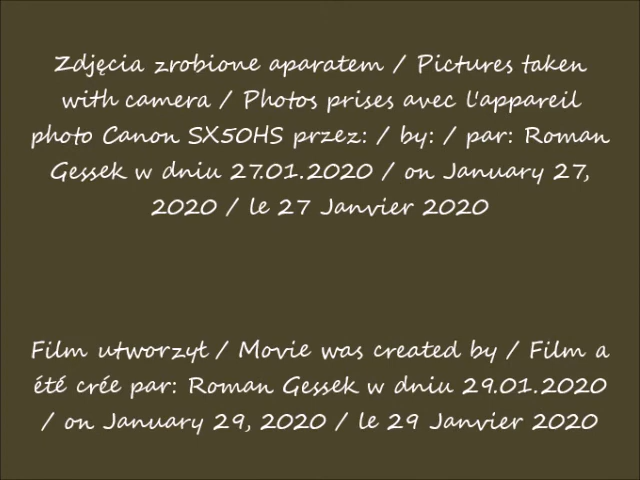 Zdjęcia zrobione aparatem / Pictures taken
with camera / Photos prises avec l'appareil
photo Canon SX50HS przez: / by: / par: Roman
Gessek w dniu 27.01.2020 / on January 27,
2020 / le 27 Janvier 2020
Film utworzył / Movie was created by / Film a
été crée par: Roman Gessek w dniu 29.01.2020
/ on January 29, 2020 / le 29 Janvier 2020